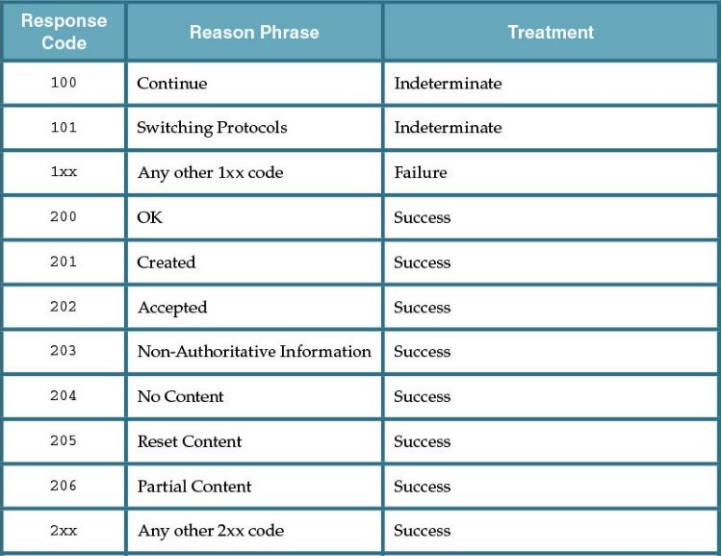 Response Code Reason Phrase Treatment
100 Continue Indeterminate
101 Switching Protocols Indeterminate
1xx Any other 1xx code Failure
200 OK Success
201 Created Success
202 Accepted Success
203 Non-Authoritative Information Success
204 No Content Success
205 Reset Content Success
206 Partial Content Success
2xx Any other 2xx code Success